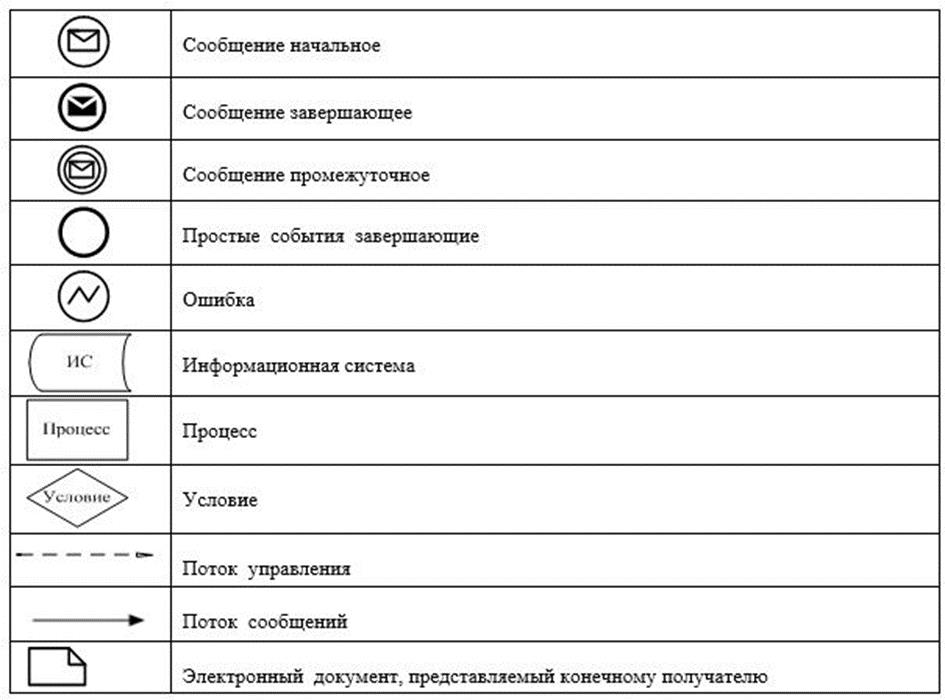 Сообщение начальное
Сообщение завершающее
Сообщение промежуточное
Простые события завершающие
Ошибка
ИС
Информационная система
Процесс
Процесс
Условие
Условие
Поток управления
Поток сообщений
Электронный документ, представляемый конечному получателю